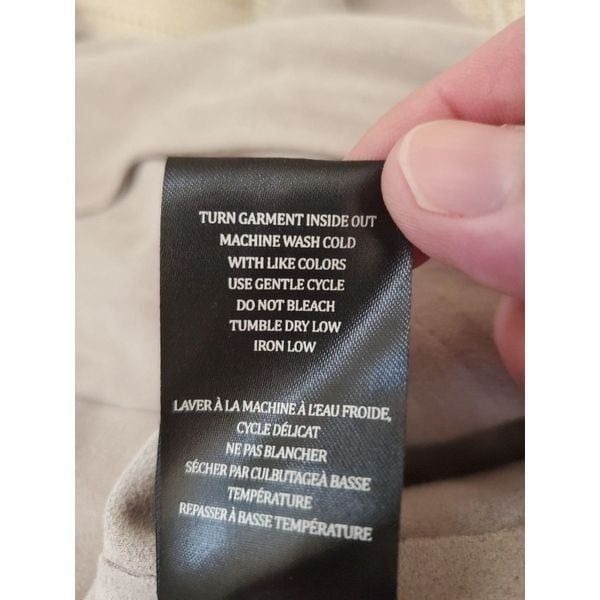 TURN GARMENT INSIDE OUT
MACHINE WASH COLD
WITH LIKE COLORS
USE GENTLE CYCLE
DO NOT BLEACH
TUMBLE DRY LOW
IRON LOW
LAVER À LA MACHINE À L'EAU FROIDE,
CYCLE DÉLICAT
NE PAS BLANCHER
SÉCHER PAR CULBUTAGEÀ BASSE
TEMPÉRATURE
REPASSER À BASSE TEMPÉRATURE